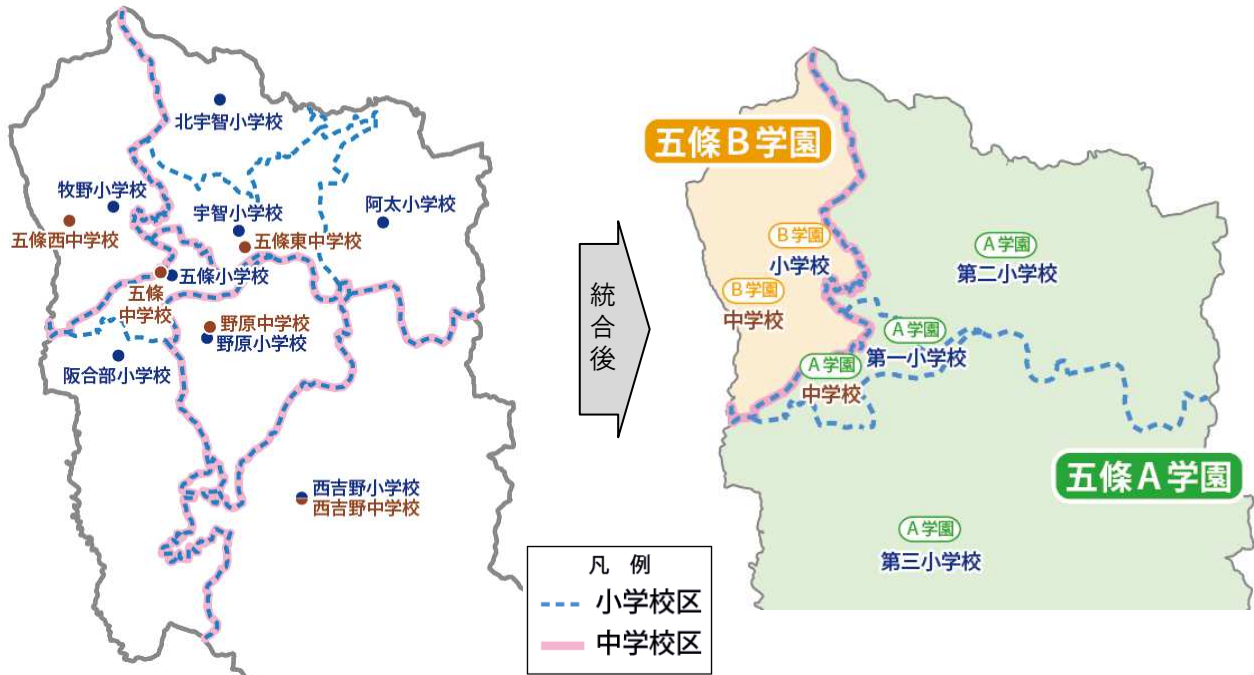 北宇智小学校
牧野小学校
宇智小学校
阿太小学校
五條西中学校
五條東中学校
五條小学校
五條
中学校
野原中学校
野原小学校
阪合部小学校
西吉野小学校
西吉野中学校
統合後
五條B学園
B学園
小学校
A学園
第二小学校
B学園
中学校
A学園
第一小学校
A学園
中学校
五條A学園
A学園
第三小学校
凡 例
小学校区
中学校区